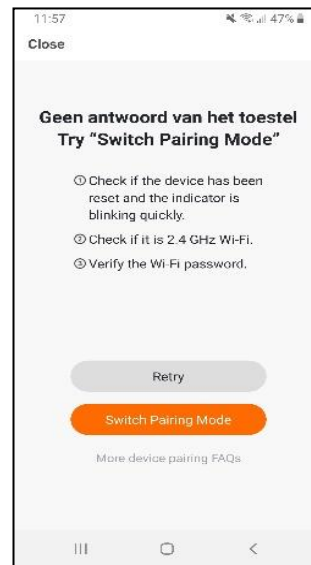 11:57 47%
Close
Geen antwoord van het toestel
Try “Switch Pairing Mode”
① Check if the device has been
reset and the indicator is
blinking quickly.
② Check if it is 2.4 GHz Wi-Fi.
③ Verify the Wi-Fi password.
Retry
Switch Pairing Mode
More device pairing FAQs